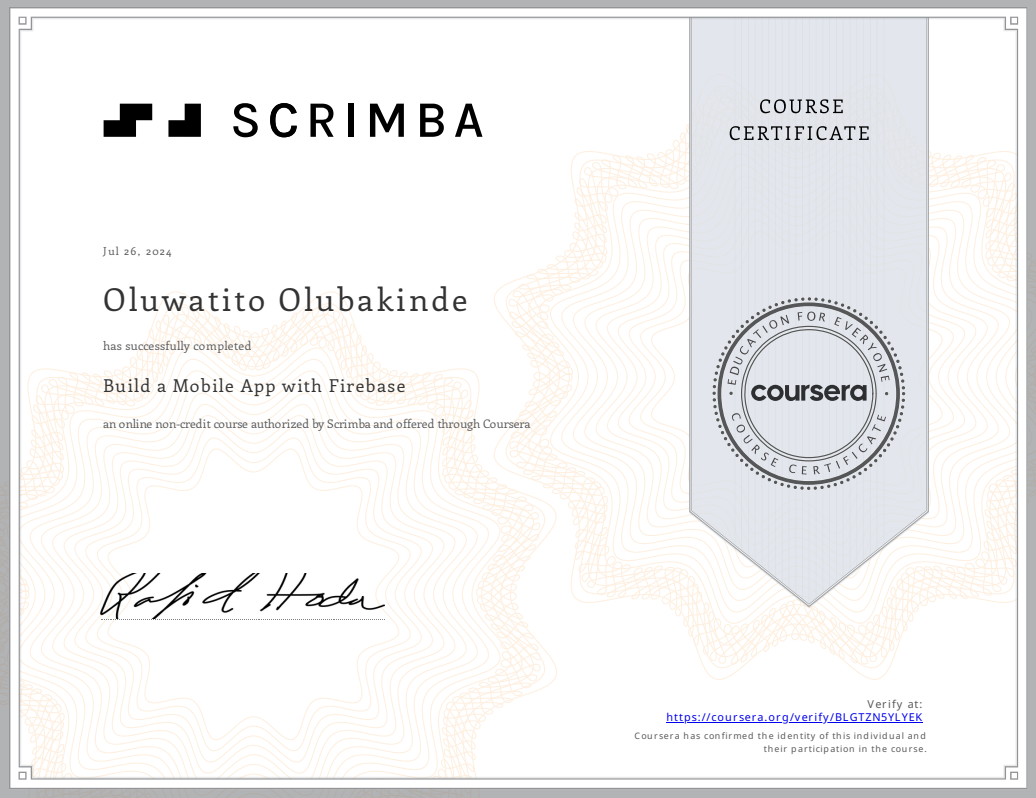 SCRIMBA
COURSE
CERTIFICATE
Jul 26, 2024
Oluwatito Olubakinde
has successfully completed
Build a Mobile App with Firebase
an online non-credit course authorized by Scrimba and offered through Coursera
EDUCATION FOR EVERYONE
coursera
COURSE CERTIFICATE
Verify at:
https://coursera.org/verify/BLGTZN5YLYEK
Coursera has confirmed the identity of this individual and
their participation in the course.